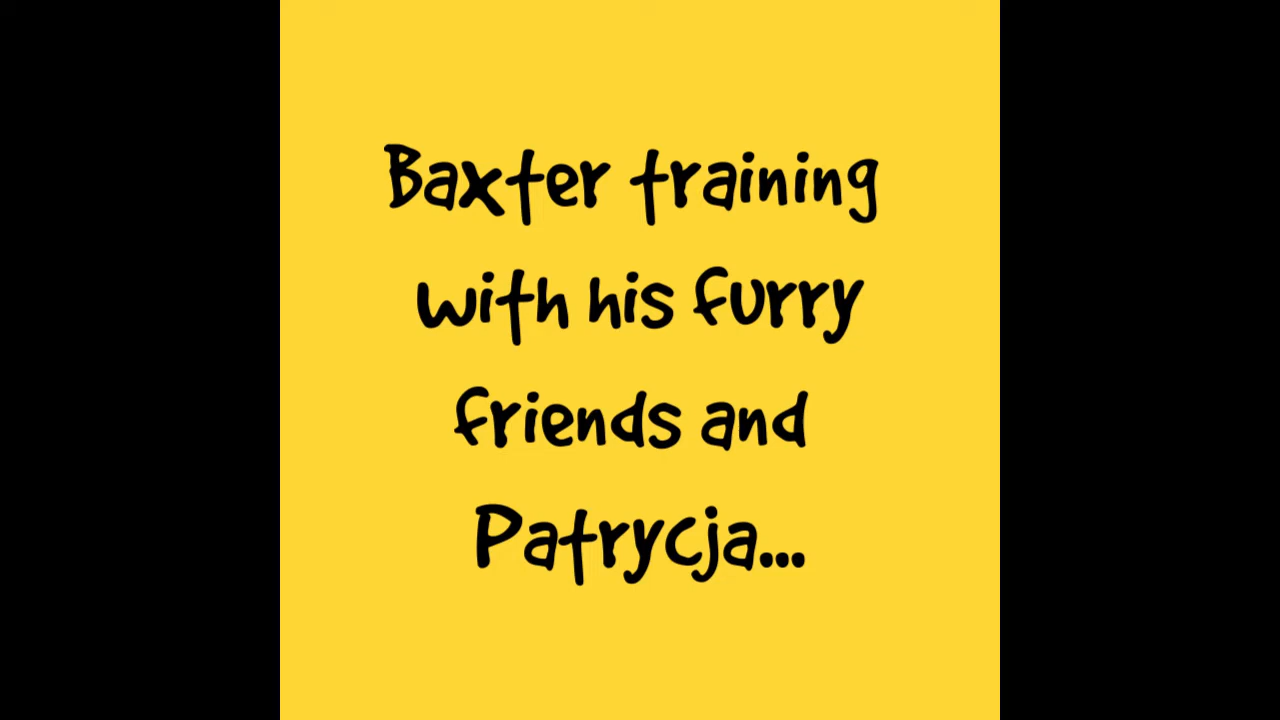 Baxter training
with his furry
friends and
Patrycja...